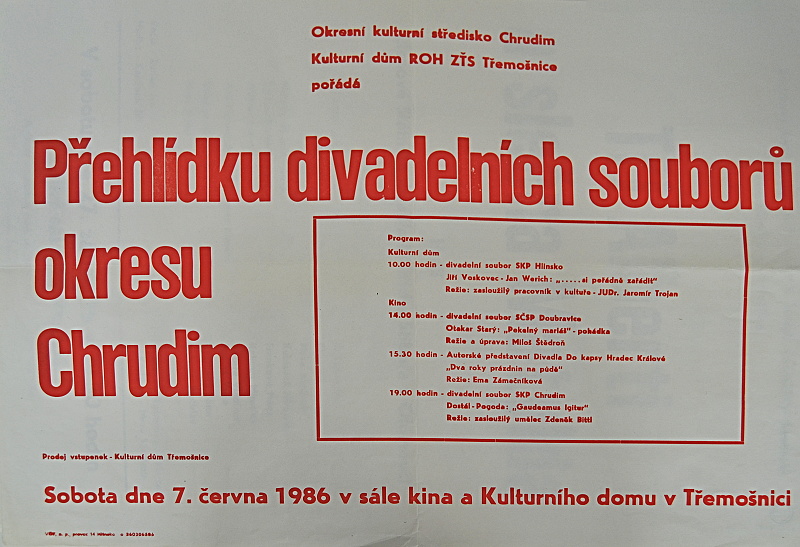 Okresní kulturní středisko Chrudim
Kulturní dům ROH ZŤS Třemošnice
pořádá
Přehlídku divadelních souborů
okresu
Chrudim
Program:
Kulturní dům
10.00 hodin - divadelní soubor SKP Hlinsko
Jiří Voskovec - Jan Werich: „.....si pořádně zařádit“
Režie: zasloužilý pracovník v kultuře - JUDr. Jaromír Trojan
Kino
14.00 hodin - divadelní soubor SČSP Doubravice
Otakar Starý: „Pekelný mariáš“ - pohádka
Režie a úprava: Miloš Štědroň
15.30 hodin - Autorské představení Divadla Do kapsy Hradec Králové
„Dva roky prázdnin na půdě“
Režie: Ema Zámečníková
19.00 hodin - divadelní soubor SKP Chrudim
Dostál - Pogoda: „Gaudeamus igitur“
Režie: zasloužilý umělec Zdeněk Bittl
Prodej vstupenek - Kulturní dům Třemošnice
Sobota dne 7. června 1986 v sále kina a Kulturního domu v Třemošnici
n. p., provoz 14 Hlinsko